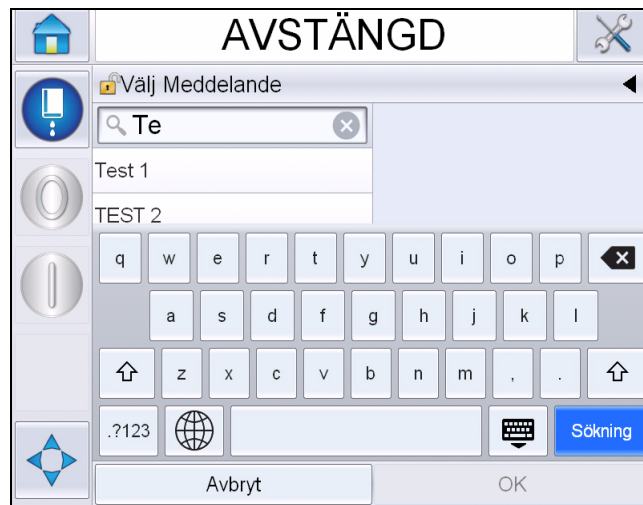 AVSTÄNGD
Välj Meddelande
Te
Test 1
TEST 2
q w e r t y u i o p
a s d f g h j k l
z x c v b n m , .
.?123 Sökning
Avbryt OK